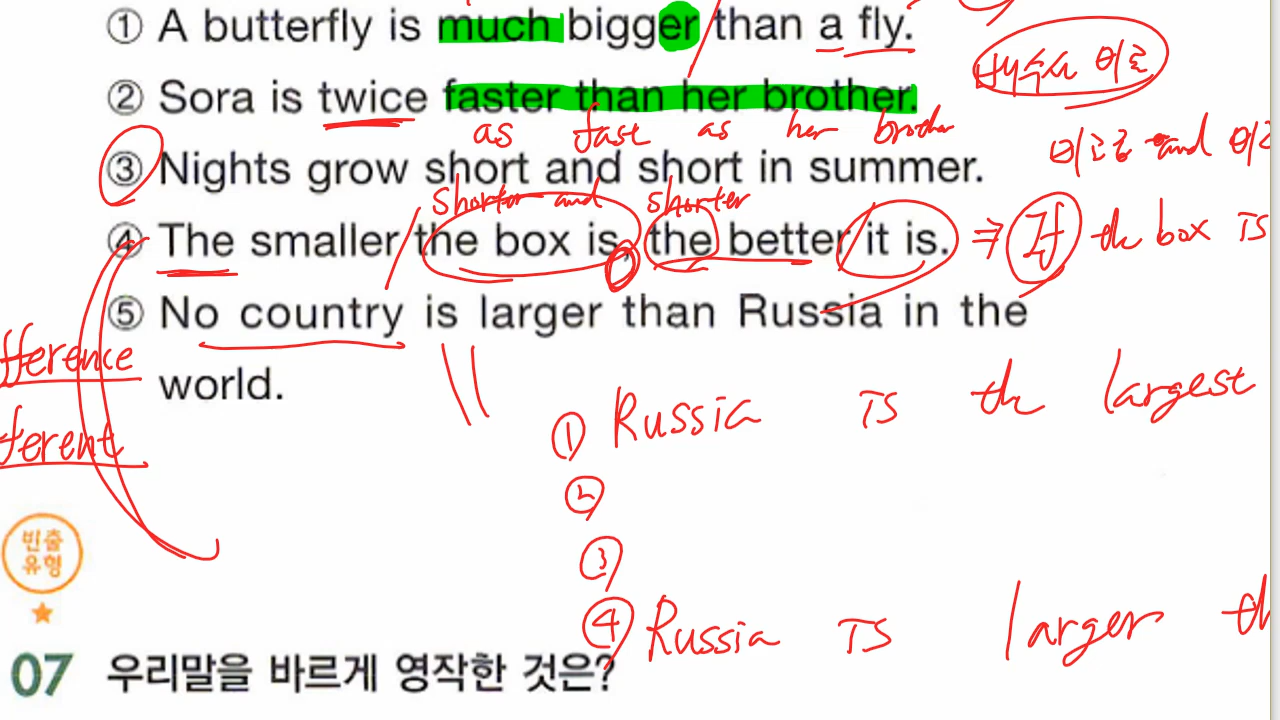 ① A butterfly is much bigger than a fly.
배수사 비교
② Sora is twice faster than her brother.
as fast as her brother
비교급 and
③ Nights grow short and short in summer.
shorter and shorter
④ The smaller the box is, the better it is. ⇒ If the box is
⑤ No country is larger than Russia in the
world.
fference
ferent
① Russia is the largest
②
③
④ Russia is larger th
빈출
유형
07 우리말을 바르게 영작한 것은?